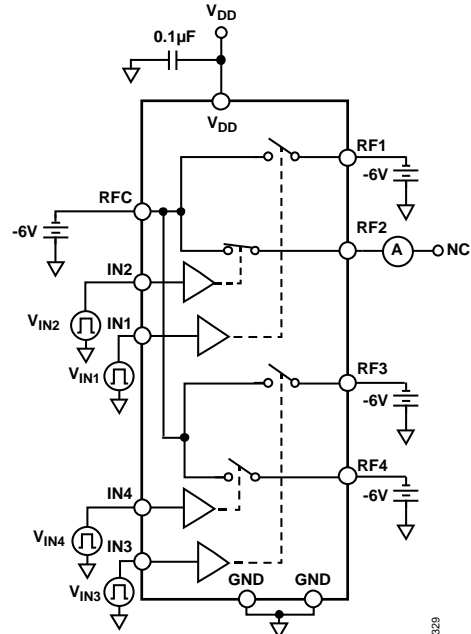 VDD
0.1µF
VDD
RF1
-6V
RFC
-6V
RF2
A
NC
IN2
VIN2
IN1
VIN1
RF3
-6V
RF4
-6V
IN4
VIN4
IN3
VIN3
GND GND
329